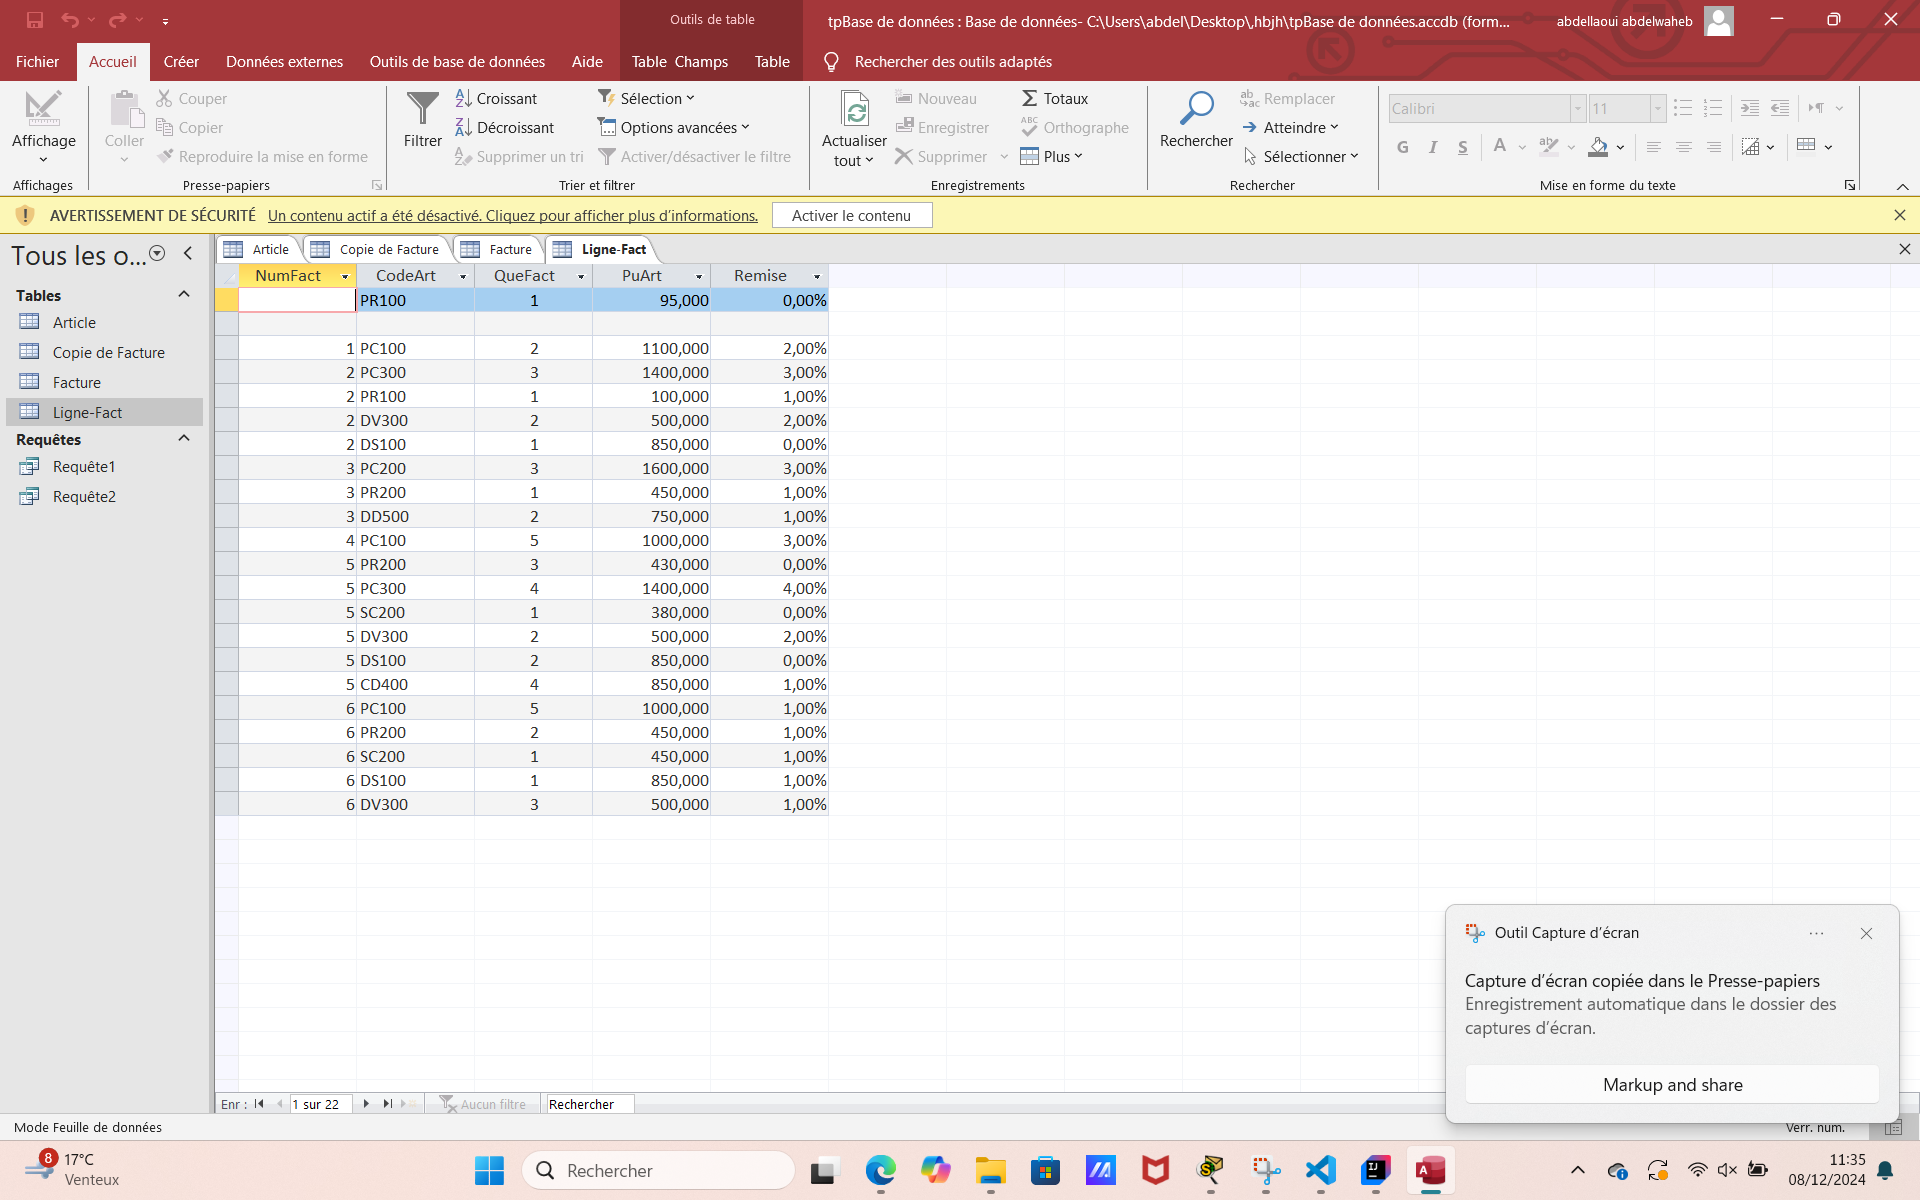 Outils de table
tpBase de données : Base de données- C:\Users\abdel\Desktop\,hbjh\tpBase de données.accdb (form...
abdellaoui abdelwaheb
Fichier Accueil Créer Données externes Outils de base de données Aide Table Champs Table Rechercher des outils adaptés
Affichage
Affichages
Coller
Couper
Copier
Reproduire la mise en forme
Presse-papiers
Filtrer
Croissant
Décroissant
Supprimer un tri
Sélection
Options avancées
Activer/désactiver le filtre
Trier et filtrer
Actualiser
tout
Nouveau
Enregistrer
Supprimer
Totaux
Orthographe
Plus
Enregistrements
Rechercher
Remplacer
Atteindre
Sélectionner
Rechercher
Calibri 11
G I S A
Mise en forme du texte
AVERTISSEMENT DE SÉCURITÉ Un contenu actif a été désactivé. Cliquez pour afficher plus d’informations. Activer le contenu
Tous les o...
Tables
Article
Copie de Facture
Facture
Ligne-Fact
Requêtes
Requête1
Requête2
Article Copie de Facture Facture Ligne-Fact
NumFact CodeArt QueFact PuArt Remise
PR100 1 95,000 0,00%
1 PC100 2 1100,000 2,00%
2 PC300 3 1400,000 3,00%
2 PR100 1 100,000 1,00%
2 DV300 2 500,000 2,00%
2 DS100 1 850,000 0,00%
3 PC200 3 1600,000 3,00%
3 PR200 1 450,000 1,00%
3 DD500 2 750,000 1,00%
4 PC100 5 1000,000 3,00%
5 PR200 3 430,000 0,00%
5 PC300 4 1400,000 4,00%
5 SC200 1 380,000 0,00%
5 DV300 2 500,000 2,00%
5 DS100 2 850,000 0,00%
5 CD400 4 850,000 1,00%
6 PC100 5 1000,000 1,00%
6 PR200 2 450,000 1,00%
6 SC200 1 450,000 1,00%
6 DS100 1 850,000 1,00%
6 DV300 3 500,000 1,00%
Enr : 1 sur 22 Aucun filtre Rechercher
Outil Capture d’écran
Capture d’écran copiée dans le Presse-papiers
Enregistrement automatique dans le dossier des
captures d’écran.
Markup and share
Mode Feuille de données
Verr. num.
8
17°C
Venteux
Rechercher
11:35
08/12/2024